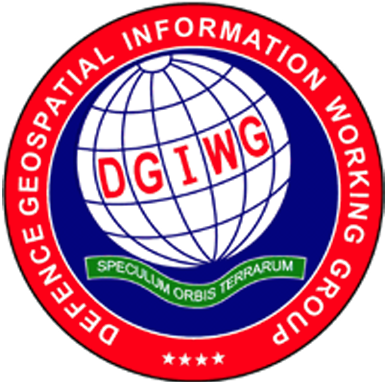 DEFENCE GEOSPATIAL INFORMATION WORKING GROUP
DGIWG
SPECULUM ORBIS TERRARUM